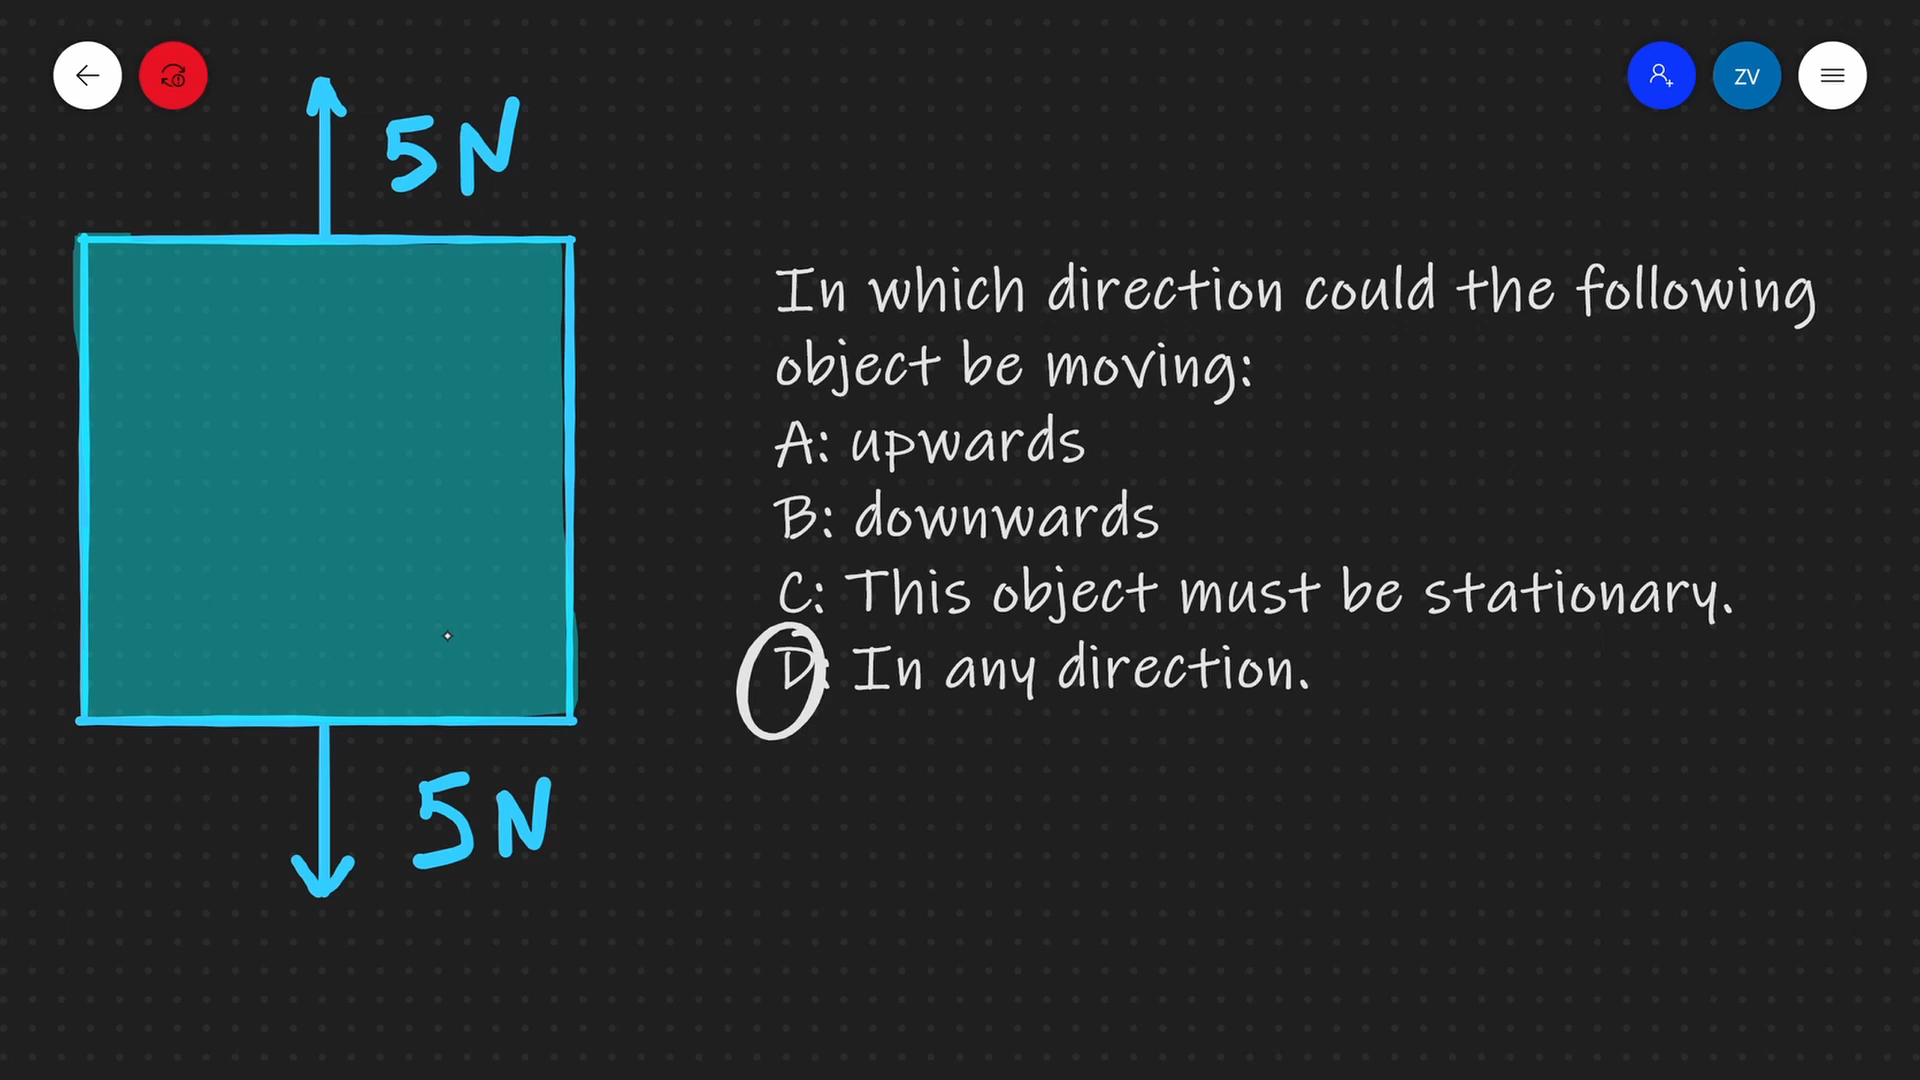 5N
ZV
In which direction could the following
object be moving:
A: upwards
B: downwards
C: This object must be stationary.
D: In any direction.
5N